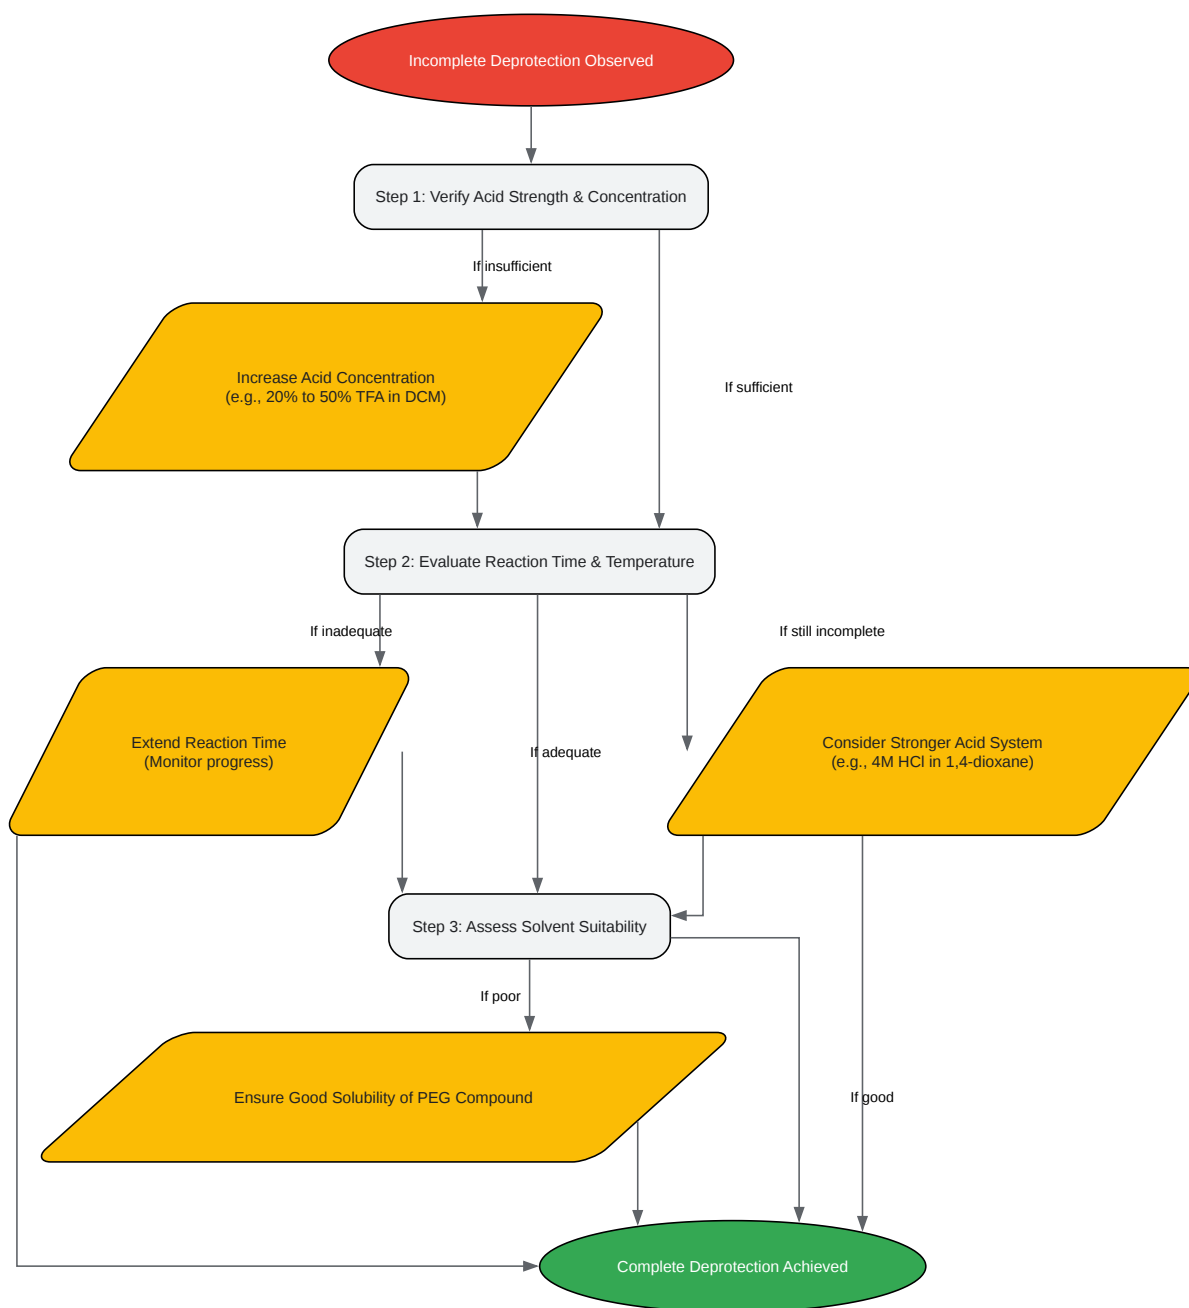 Incomplete Deprotection Observed
Step 1: Verify Acid Strength & Concentration
If insufficient
Increase Acid Concentration
(e.g., 20% to 50% TFA in DCM)
If sufficient
Step 2: Evaluate Reaction Time & Temperature
If inadequate
If still incomplete
Extend Reaction Time
(Monitor progress)
If adequate
Consider Stronger Acid System
(e.g., 4M HCl in 1,4-dioxane)
Step 3: Assess Solvent Suitability
If poor
Ensure Good Solubility of PEG Compound
If good
Complete Deprotection Achieved